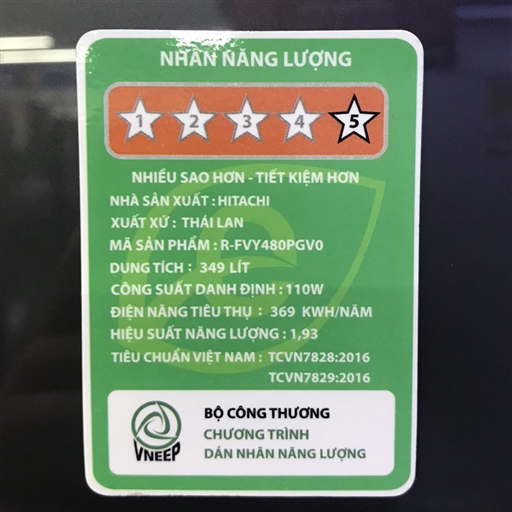 NHÃN NĂNG LƯỢNG
1 2 3 4 5
NHIỀU SAO HƠN - TIẾT KIỆM HƠN
NHÀ SẢN XUẤT : HITACHI
XUẤT XỨ : THÁI LAN
MÃ SẢN PHẨM : R-FVY480PGV0
DUNG TÍCH : 349 LÍT
CÔNG SUẤT DANH ĐỊNH : 110W
ĐIỆN NĂNG TIÊU THỤ : 369 KWH/NĂM
HIỆU SUẤT NĂNG LƯỢNG : 1,93
TIÊU CHUẨN VIỆT NAM : TCVN7828:2016
TCVN7829:2016
VNEEP
BỘ CÔNG THƯƠNG
CHƯƠNG TRÌNH
DÁN NHÃN NĂNG LƯỢNG